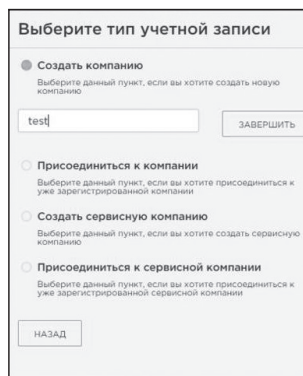 Выберите тип учетной записи
Создать компанию
Выберите данный пункт, если вы хотите создать новую
компанию
test
ЗАВЕРШИТЬ
Присоединиться к компании
Выберите данный пункт, если вы хотите присоединиться к
уже зарегистрированной компании
Создать сервисную компанию
Выберите данный пункт, если вы хотите создать сервисную
компанию
Присоединиться к сервисной компании
Выберите данный пункт, если вы хотите присоединиться к
уже зарегистрированной сервисной компании
НАЗАД